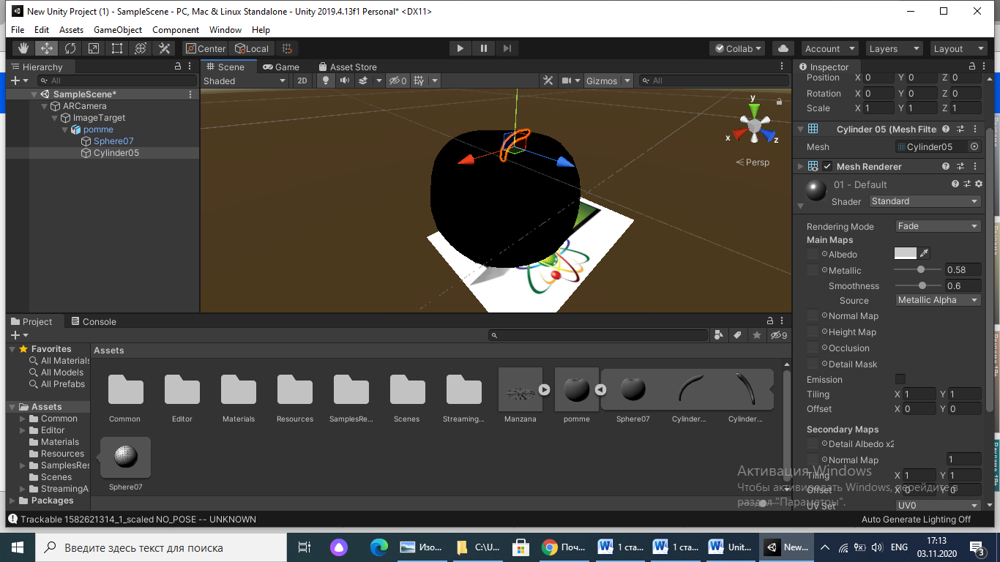 New Unity Project (1) - SampleScene - PC, Mac & Linux Standalone - Unity 2019.4.13f1 Personal* <DX11>
File Edit Assets GameObject Component Window Help
Center Local Collab Account Layers Layout
Hierarchy
All
SampleScene*
ARCamera
ImageTarget
pomme
Sphere07
Cylinder05
Scene Game Asset Store
Shaded 2D 0 Gizmos All
y
x
z
Persp
Inspector
Position X 0 Y 0 Z 0
Rotation X 0 Y 0 Z 0
Scale X 1 Y 1 Z 1
Cylinder 05 (Mesh Filte
Mesh Cylinder05
Mesh Renderer
01 - Default
Shader Standard
Rendering Mode Fade
Main Maps
Albedo
Metallic 0.58
Smoothness 0.6
Source Metallic Alpha
Normal Map
Height Map
Occlusion
Detail Mask
Emission
Tiling X 1 Y 1
Offset X 0 Y 0
Secondary Maps
Detail Albedo x2
Normal Map 1
Tiling X 1 Y 1
Offset X 0 Y 0
UV Set UV0
Project Console
9
Favorites
All Materials
All Models
All Prefabs
Assets
Common
Editor
Materials
Resources
SamplesRes
Scenes
StreamingA
Packages
Assets
Common Editor Materials Resources SamplesRe... Scenes Streaming... Manzana pomme Sphere07 Cylinder... Cylinder...
Sphere07
Активация Windows
Чтобы активировать Windows, перейдите в
раздел "Параметры".
Trackable 1582621314_1_scaled NO_POSE -- UNKNOWN
Auto Generate Lighting Off
Введите здесь текст для поиска
Изо... C:\U... Поч... 1 ста... 1 ста... Unit... New...
ENG
17:13
03.11.2020
3